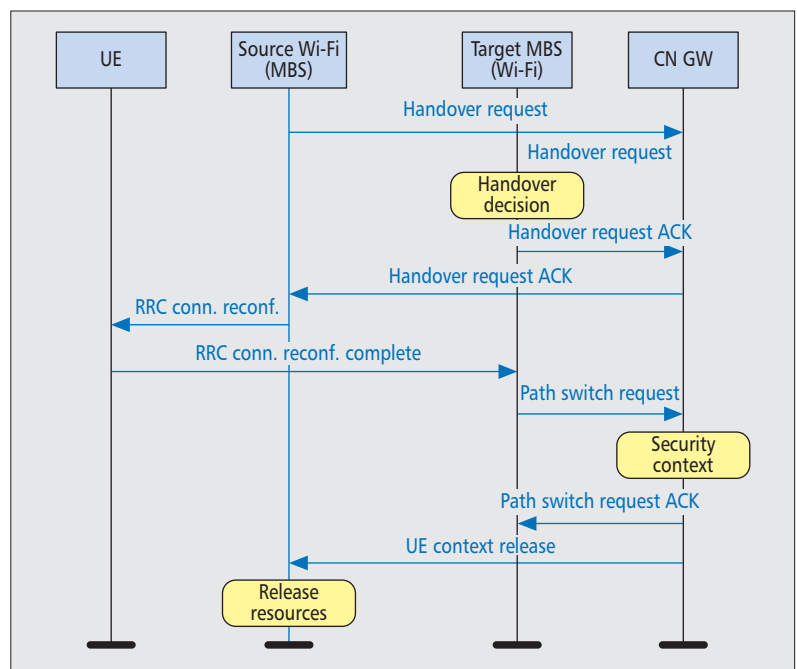 UE
Source Wi-Fi
(MBS)
Target MBS
(Wi-Fi)
CN GW
Handover request
Handover request
Handover
decision
Handover request ACK
Handover request ACK
RRC conn. reconf.
RRC conn. reconf. complete
Path switch request
Security
context
Path switch request ACK
UE context release
Release
resources